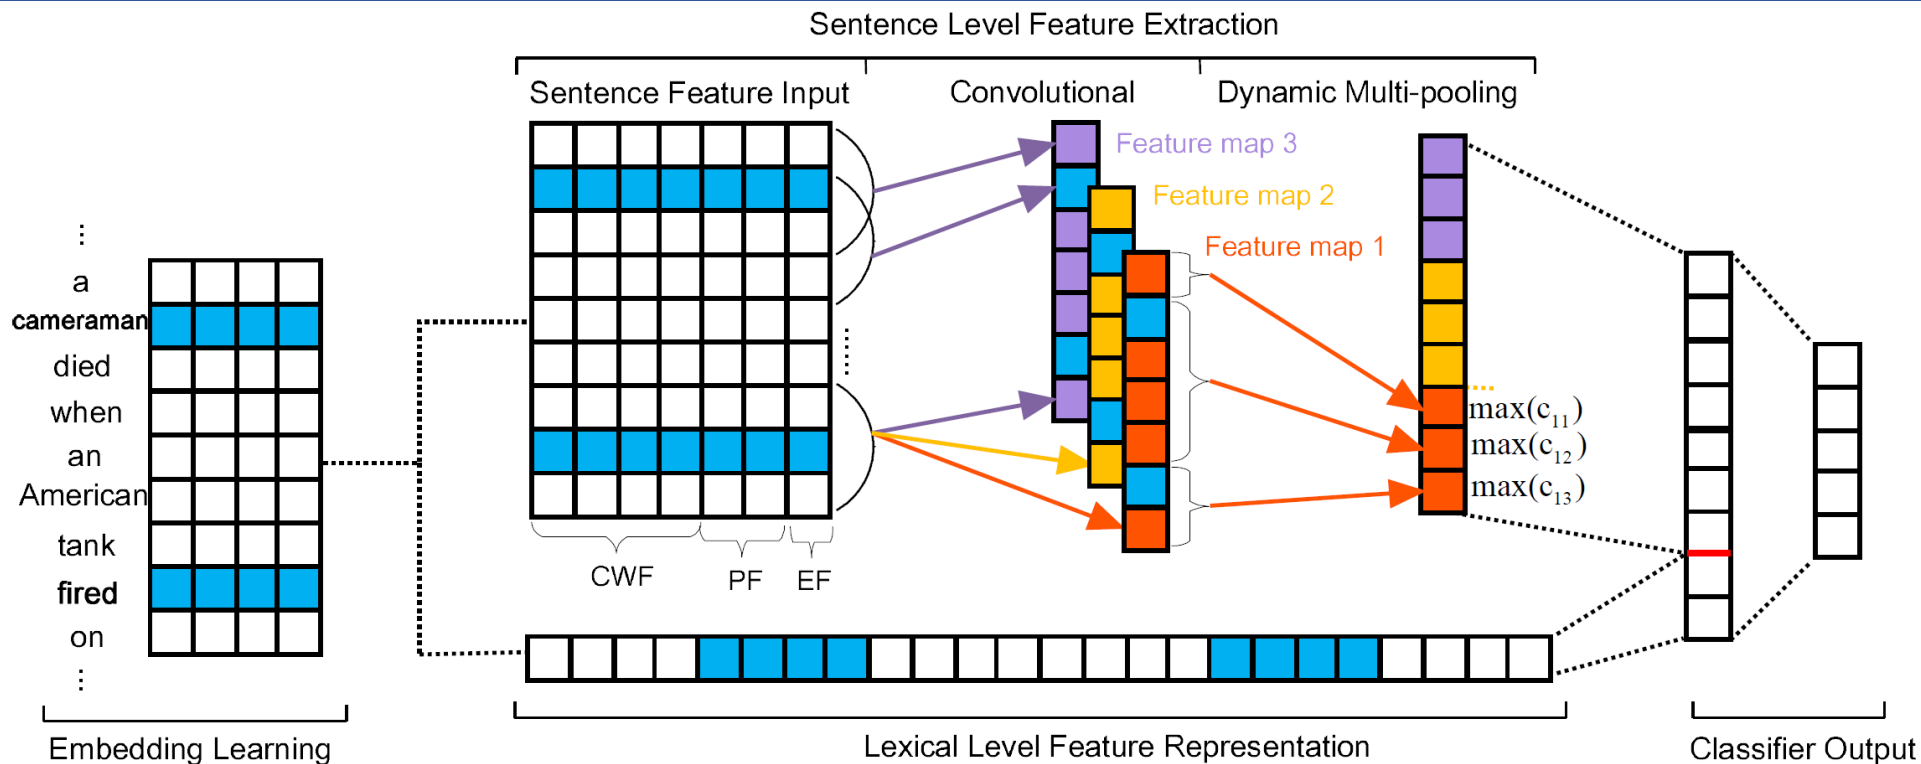 Sentence Level Feature Extraction
Sentence Feature Input
Convolutional
Dynamic Multi-pooling
Feature map 3
Feature map 2
Feature map 1
⋮
a
cameraman
died
when
an
American
tank
fired
on
⋮
max(c₁₁)
max(c₁₂)
max(c₁₃)
CWF
PF
EF
Embedding Learning
Lexical Level Feature Representation
Classifier Output